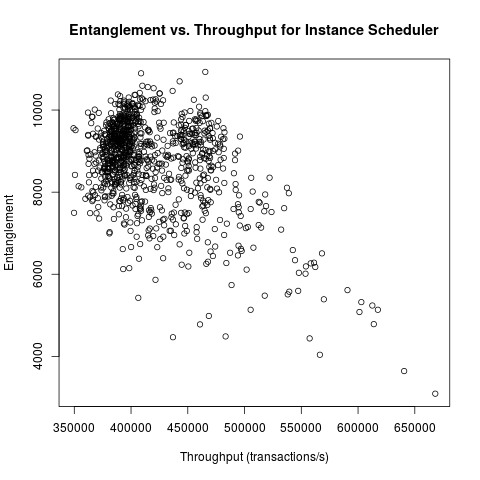 Entanglement vs. Throughput for Instance Scheduler
Entanglement
10000
8000
6000
4000
350000 400000 450000 500000 550000 600000 650000
Throughput (transactions/s)